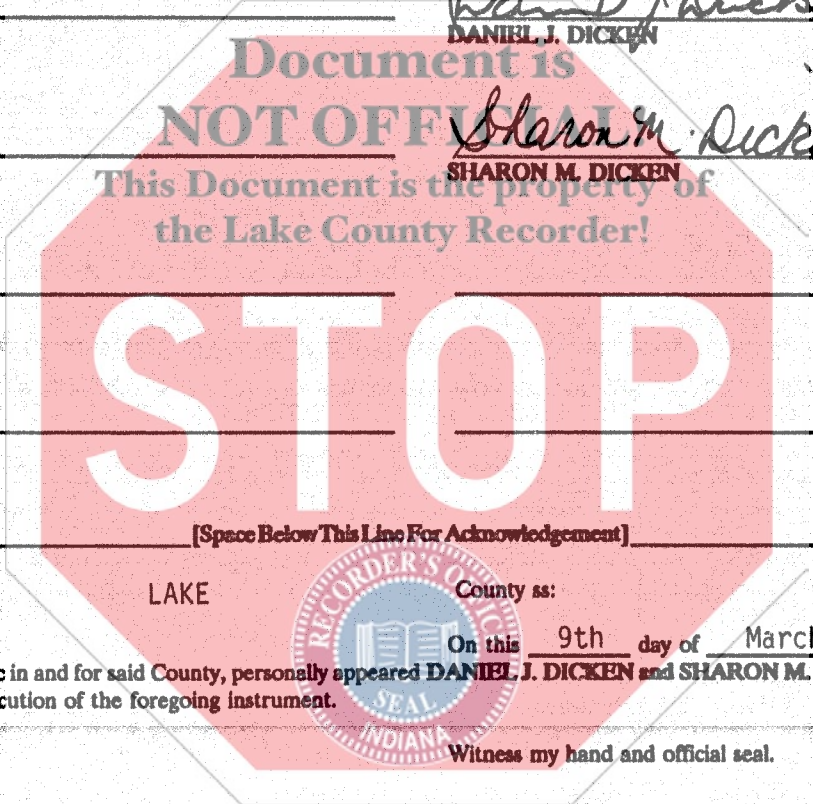 DANIEL J. DICKEN
Document is
NOT OFFICIAL!
Sharon M. Dick
SHARON M. DICKEN
This Document is the property of
the Lake County Recorder!
STOP
[Space Below This Line For Acknowledgement]
LAKE County ss:
RECORDER'S OFFICE
SEAL
INDIANA
On this 9th day of March
c in and for said County, personally appeared DANIEL J. DICKEN and SHARON M.
cution of the foregoing instrument.
Witness my hand and official seal.